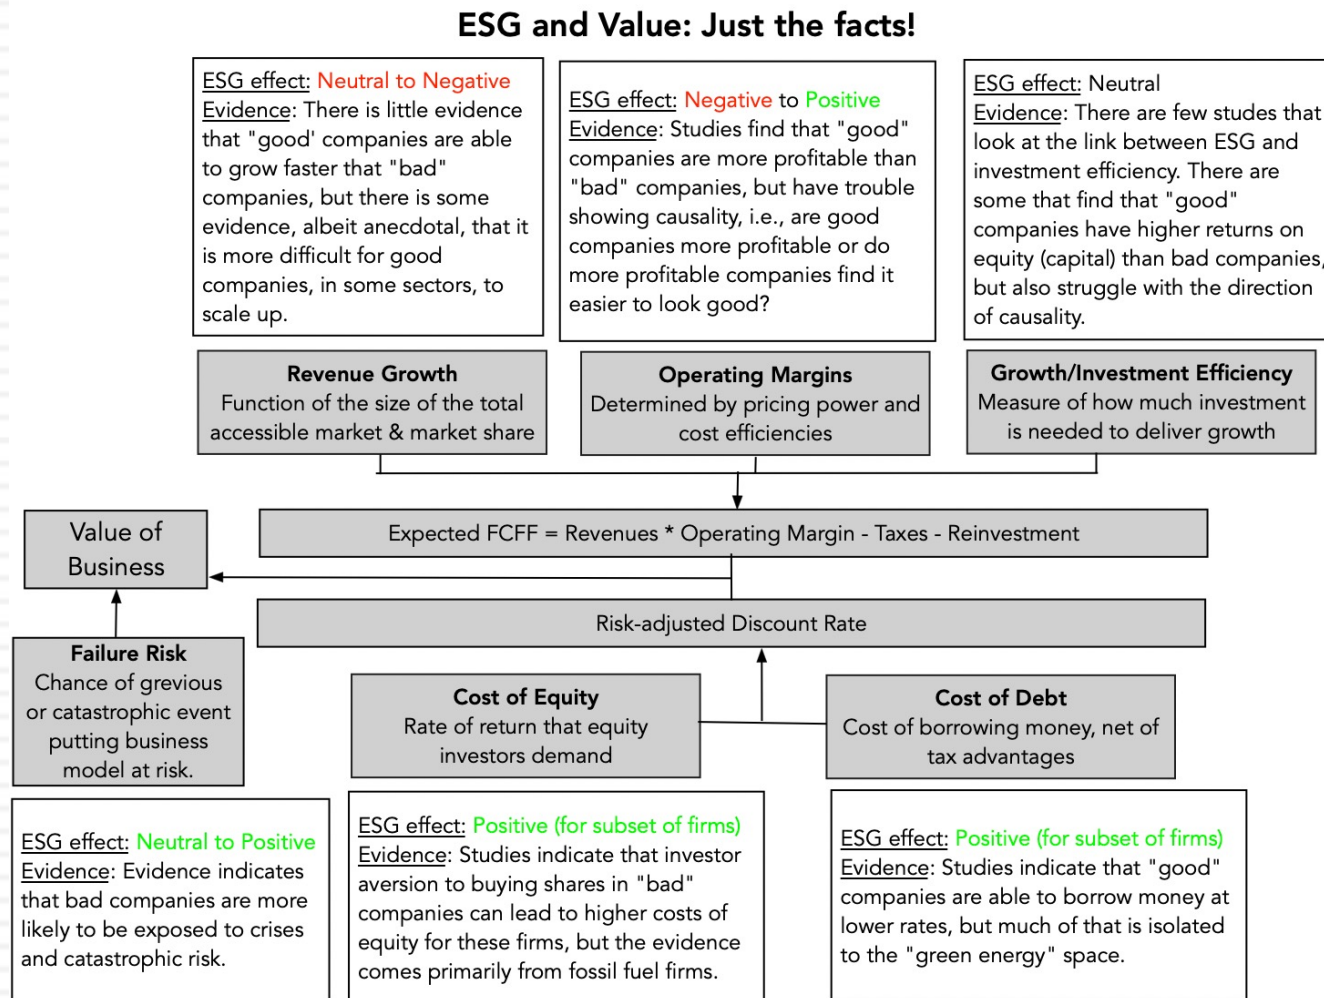 ESG and Value: Just the facts!
ESG effect: Neutral to Negative
Evidence: There is little evidence
that "good' companies are able
to grow faster that "bad"
companies, but there is some
evidence, albeit anecdotal, that it
is more difficult for good
companies, in some sectors, to
scale up.
ESG effect: Negative to Positive
Evidence: Studies find that "good"
companies are more profitable than
"bad" companies, but have trouble
showing causality, i.e., are good
companies more profitable or do
more profitable companies find it
easier to look good?
ESG effect: Neutral
Evidence: There are few studes that
look at the link between ESG and
investment efficiency. There are
some that find that "good"
companies have higher returns on
equity (capital) than bad companies,
but also struggle with the direction
of causality.
Revenue Growth
Function of the size of the total
accessible market & market share
Operating Margins
Determined by pricing power and
cost efficiencies
Growth/Investment Efficiency
Measure of how much investment
is needed to deliver growth
Value of
Business
Expected FCFF = Revenues * Operating Margin - Taxes - Reinvestment
Risk-adjusted Discount Rate
Failure Risk
Chance of grevious
or catastrophic event
putting business
model at risk.
Cost of Equity
Rate of return that equity
investors demand
Cost of Debt
Cost of borrowing money, net of
tax advantages
ESG effect: Neutral to Positive
Evidence: Evidence indicates
that bad companies are more
likely to be exposed to crises
and catastrophic risk.
ESG effect: Positive (for subset of firms)
Evidence: Studies indicate that investor
aversion to buying shares in "bad"
companies can lead to higher costs of
equity for these firms, but the evidence
comes primarily from fossil fuel firms.
ESG effect: Positive (for subset of firms)
Evidence: Studies indicate that "good"
companies are able to borrow money at
lower rates, but much of that is isolated
to the "green energy" space.